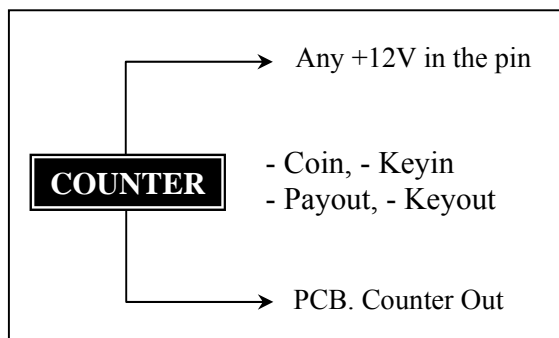 Any +12V in the pin
COUNTER
- Coin, - Keyin
- Payout, - Keyout
PCB. Counter Out